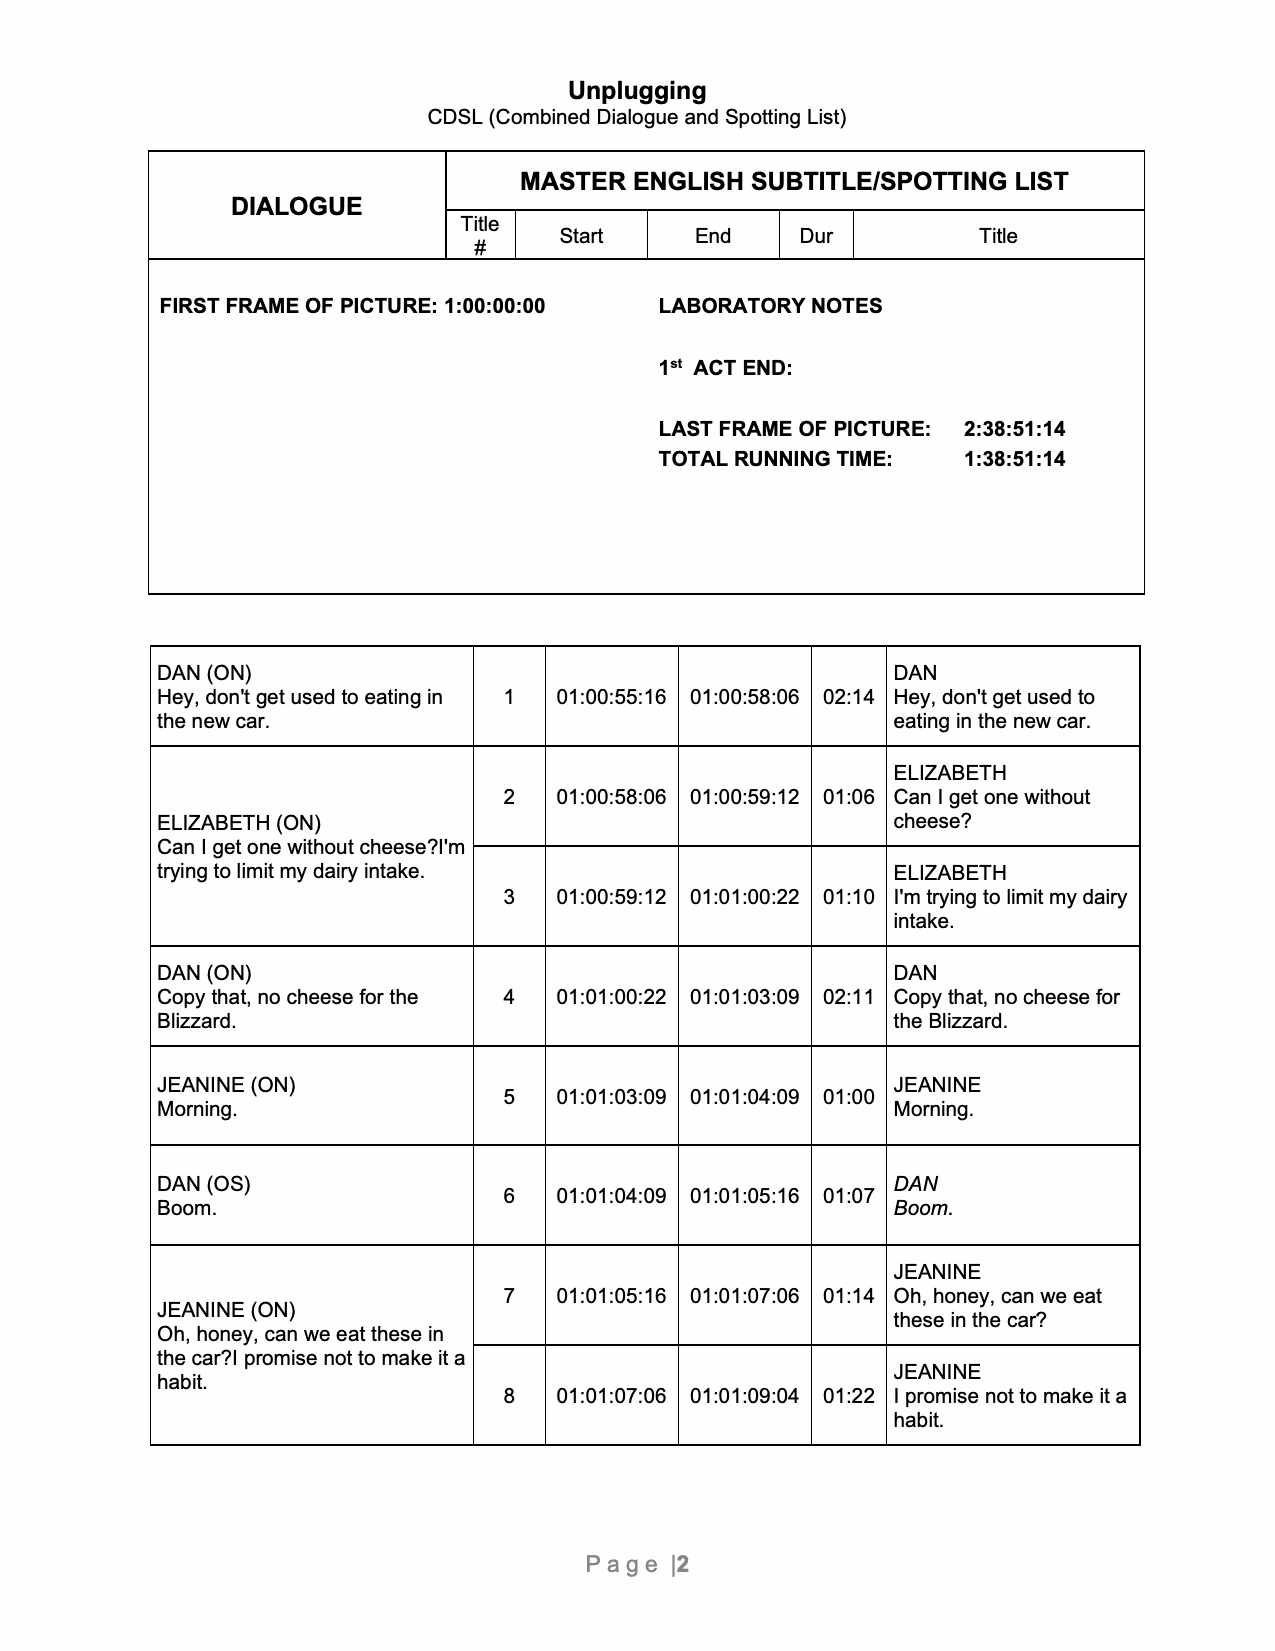 Unplugging
CDSL (Combined Dialogue and Spotting List)
DIALOGUE
MASTER ENGLISH SUBTITLE/SPOTTING LIST
Title
#
Start
End
Dur
Title
FIRST FRAME OF PICTURE: 1:00:00:00
LABORATORY NOTES
1st ACT END:
LAST FRAME OF PICTURE: 2:38:51:14
TOTAL RUNNING TIME: 1:38:51:14
DAN (ON)
Hey, don't get used to eating in
the new car.
1
01:00:55:16
01:00:58:06
02:14
DAN
Hey, don't get used to
eating in the new car.
ELIZABETH (ON)
Can I get one without cheese?I'm
trying to limit my dairy intake.
2
01:00:58:06
01:00:59:12
01:06
ELIZABETH
Can I get one without
cheese?
3
01:00:59:12
01:01:00:22
01:10
ELIZABETH
I'm trying to limit my dairy
intake.
DAN (ON)
Copy that, no cheese for the
Blizzard.
4
01:01:00:22
01:01:03:09
02:11
DAN
Copy that, no cheese for
the Blizzard.
JEANINE (ON)
Morning.
5
01:01:03:09
01:01:04:09
01:00
JEANINE
Morning.
DAN (OS)
Boom.
6
01:01:04:09
01:01:05:16
01:07
DAN
Boom.
JEANINE (ON)
Oh, honey, can we eat these in
the car?I promise not to make it a
habit.
7
01:01:05:16
01:01:07:06
01:14
JEANINE
Oh, honey, can we eat
these in the car?
8
01:01:07:06
01:01:09:04
01:22
JEANINE
I promise not to make it a
habit.
Page |2